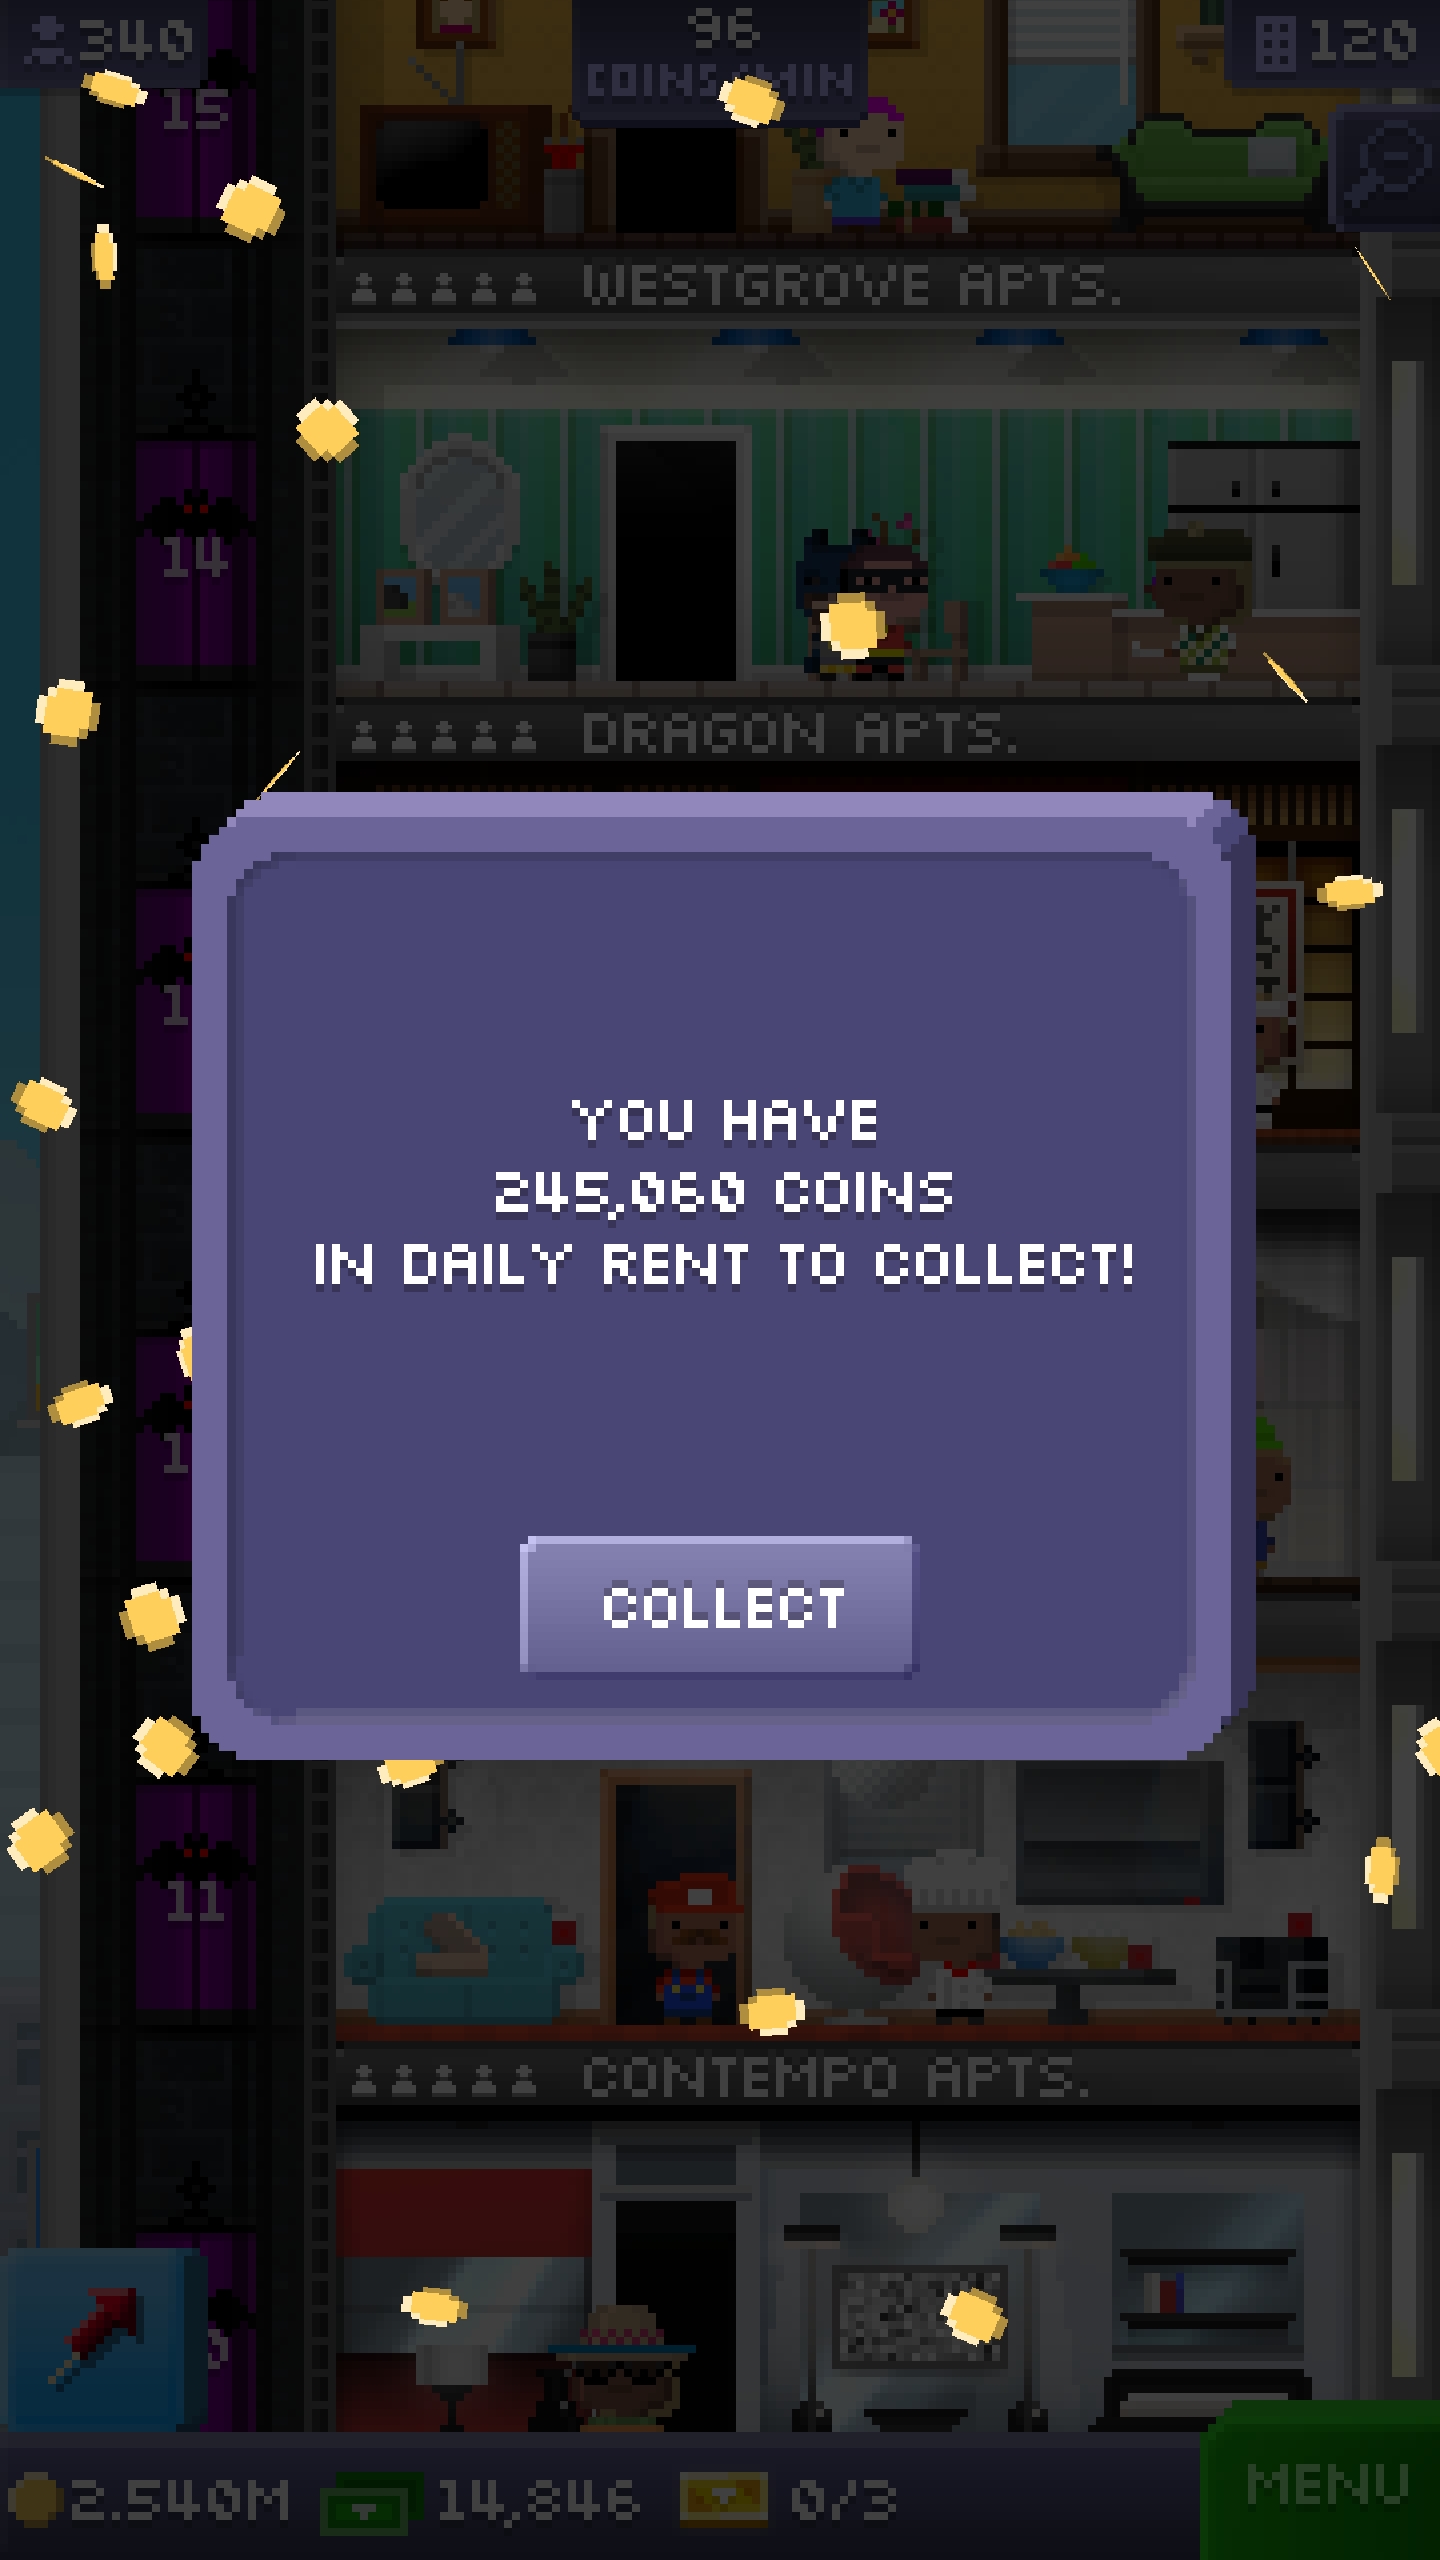 340
96
COINS/MIN
120
15
WESTGROVE APTS.
14
DRAGON APTS.
YOU HAVE
245,060 COINS
IN DAILY RENT TO COLLECT!
COLLECT
11
CONTEMPO APTS.
2.540M
14,846
0/3
MENU